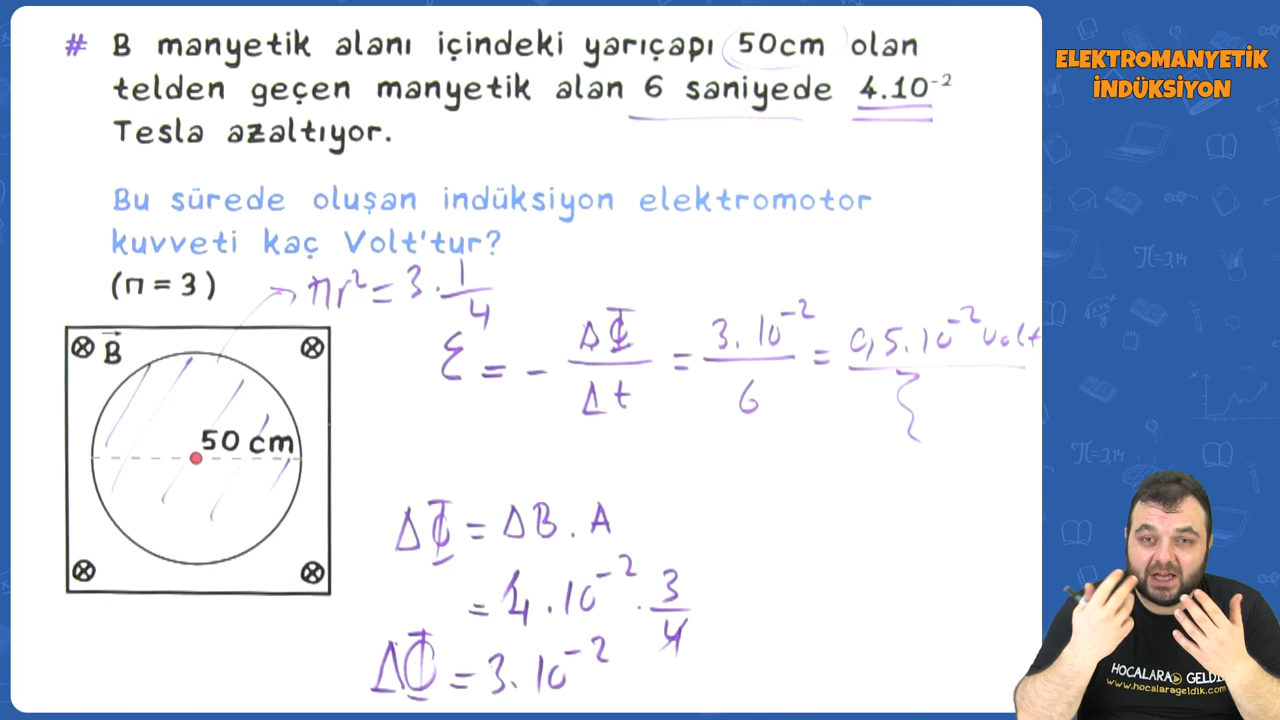 # B manyetik alanı içindeki yarıçapı 50cm olan
telden geçen manyetik alan 6 saniyede 4.10⁻²
Tesla azaltıyor.
Bu sürede oluşan indüksiyon elektromotor
kuvveti kaç Volt'tur?
(π = 3)
πr² = 3 . 1/4
B
ε = - ΔΦ/Δt = 3.10⁻²/6 = 0,5.10⁻² Volt
50 cm
ΔΦ = ΔB . A
= 4.10⁻² . 3/4
ΔΦ = 3.10⁻²
ELEKTROMANYETİK
İNDÜKSİYON
HOCALARA GELDİ
www.hocalarageldik.com